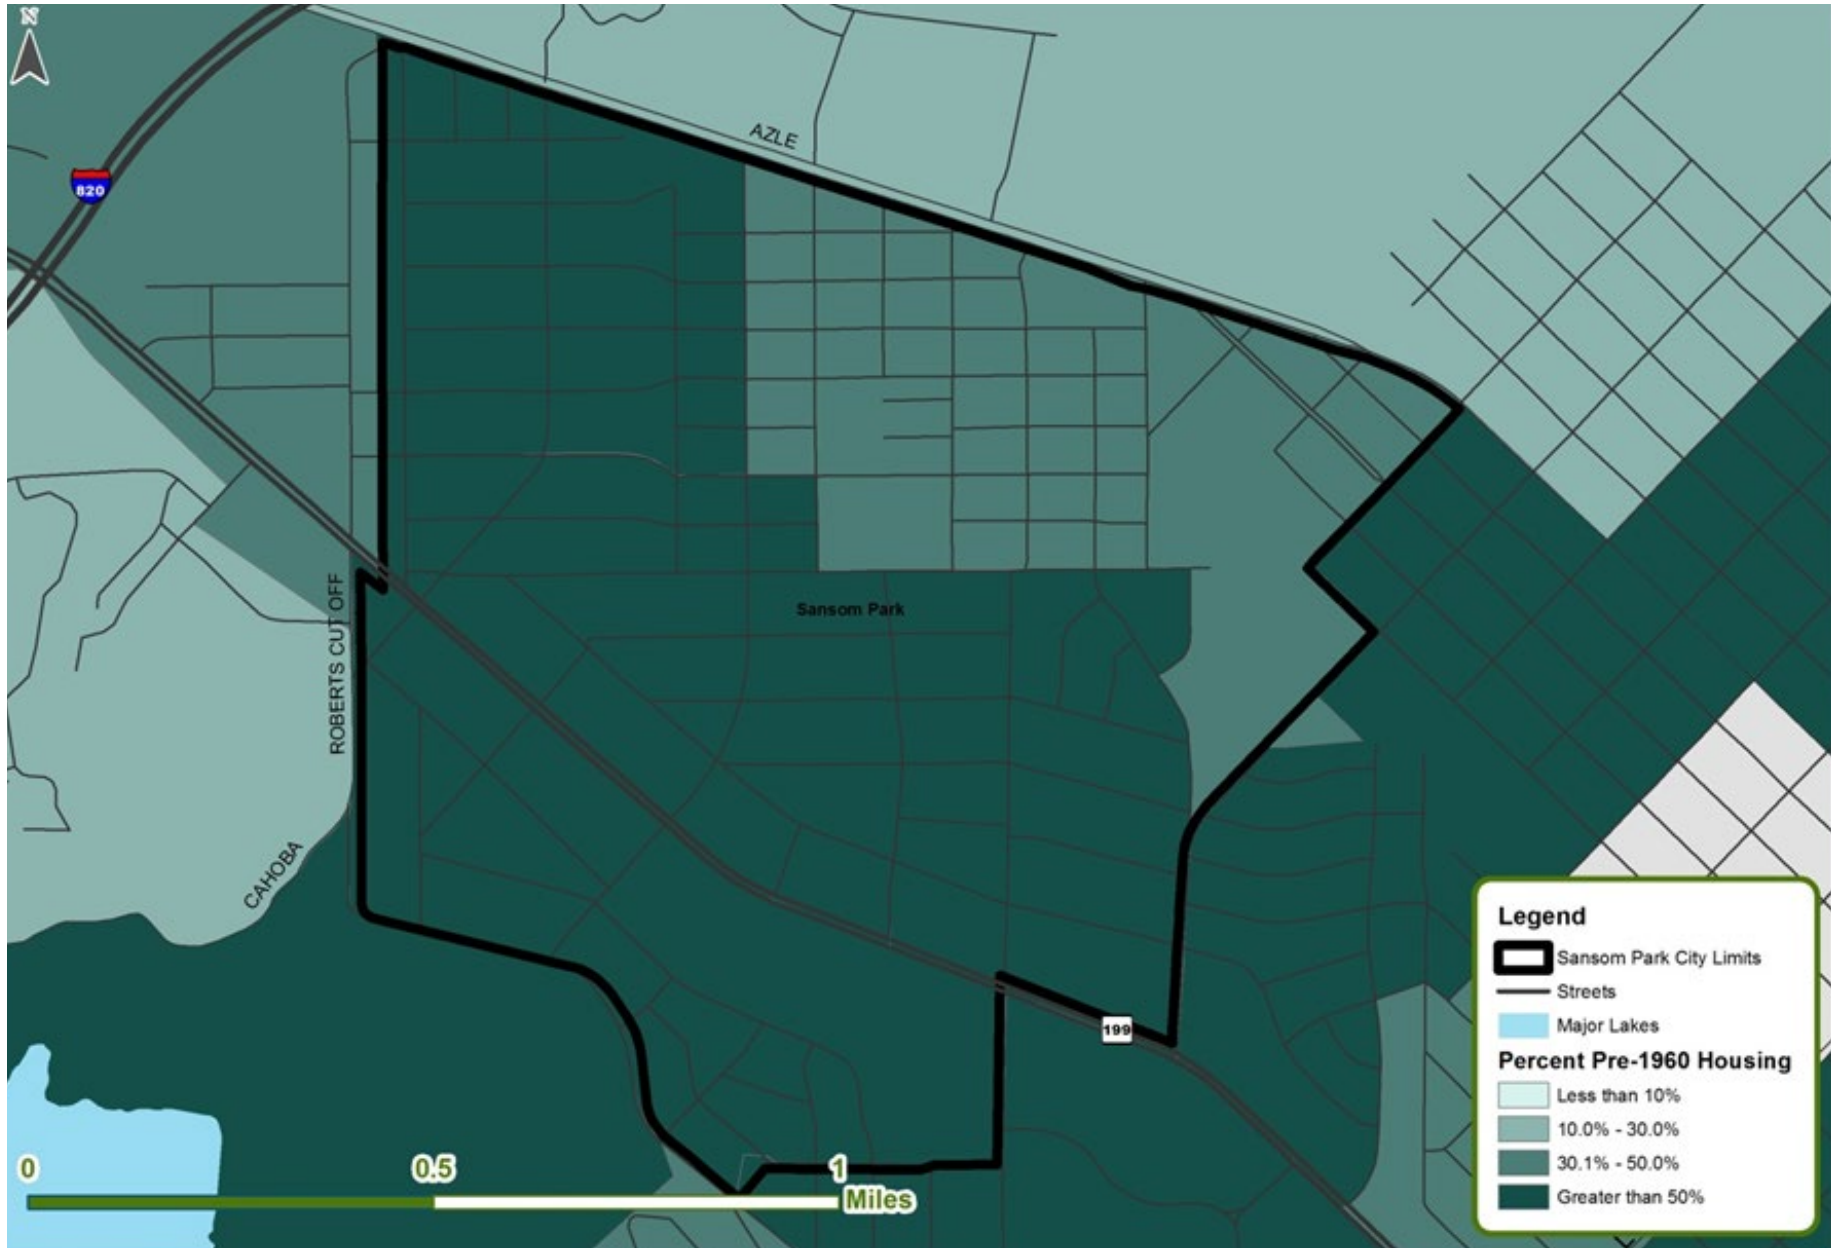 N
AZLE
820
Sansom Park
ROBERTS CUT OFF
CAHOBA
199
Legend
Sansom Park City Limits
Streets
Major Lakes
Percent Pre-1960 Housing
Less than 10%
10.0% - 30.0%
30.1% - 50.0%
Greater than 50%
0 0.5 1
Miles